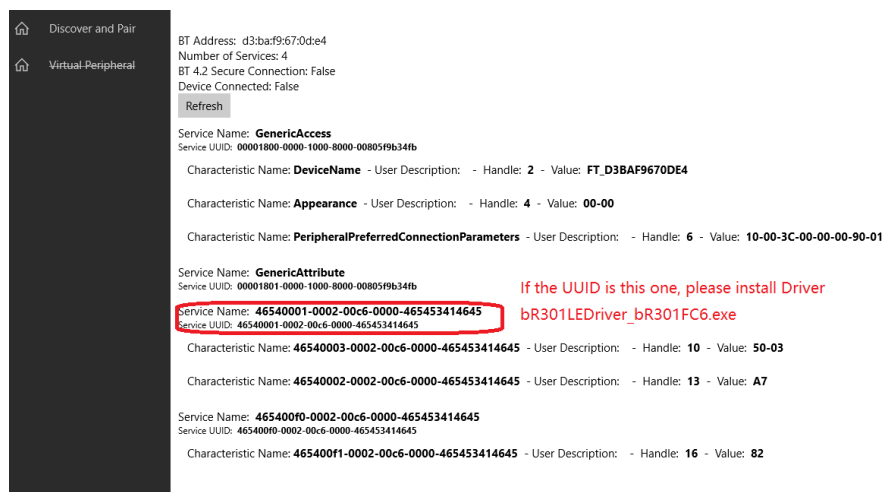 Discover and Pair
Virtual Peripheral
BT Address: d3:ba:f9:67:0d:e4
Number of Services: 4
BT 4.2 Secure Connection: False
Device Connected: False
Refresh
Service Name: GenericAccess
Service UUID: 00001800-0000-1000-8000-00805f9b34fb
Characteristic Name: DeviceName - User Description: - Handle: 2 - Value: FT_D3BAF9670DE4
Characteristic Name: Appearance - User Description: - Handle: 4 - Value: 00-00
Characteristic Name: PeripheralPreferredConnectionParameters - User Description: - Handle: 6 - Value: 10-00-3C-00-00-00-90-01
Service Name: GenericAttribute
Service UUID: 00001801-0000-1000-8000-00805f9b34fb
If the UUID is this one, please install Driver
bR301LEDriver_bR301FC6.exe
Service Name: 46540001-0002-00c6-0000-465453414645
Service UUID: 46540001-0002-00c6-0000-465453414645
Characteristic Name: 46540003-0002-00c6-0000-465453414645 - User Description: - Handle: 10 - Value: 50-03
Characteristic Name: 46540002-0002-00c6-0000-465453414645 - User Description: - Handle: 13 - Value: A7
Service Name: 465400f0-0002-00c6-0000-465453414645
Service UUID: 465400f0-0002-00c6-0000-465453414645
Characteristic Name: 465400f1-0002-00c6-0000-465453414645 - User Description: - Handle: 16 - Value: 82